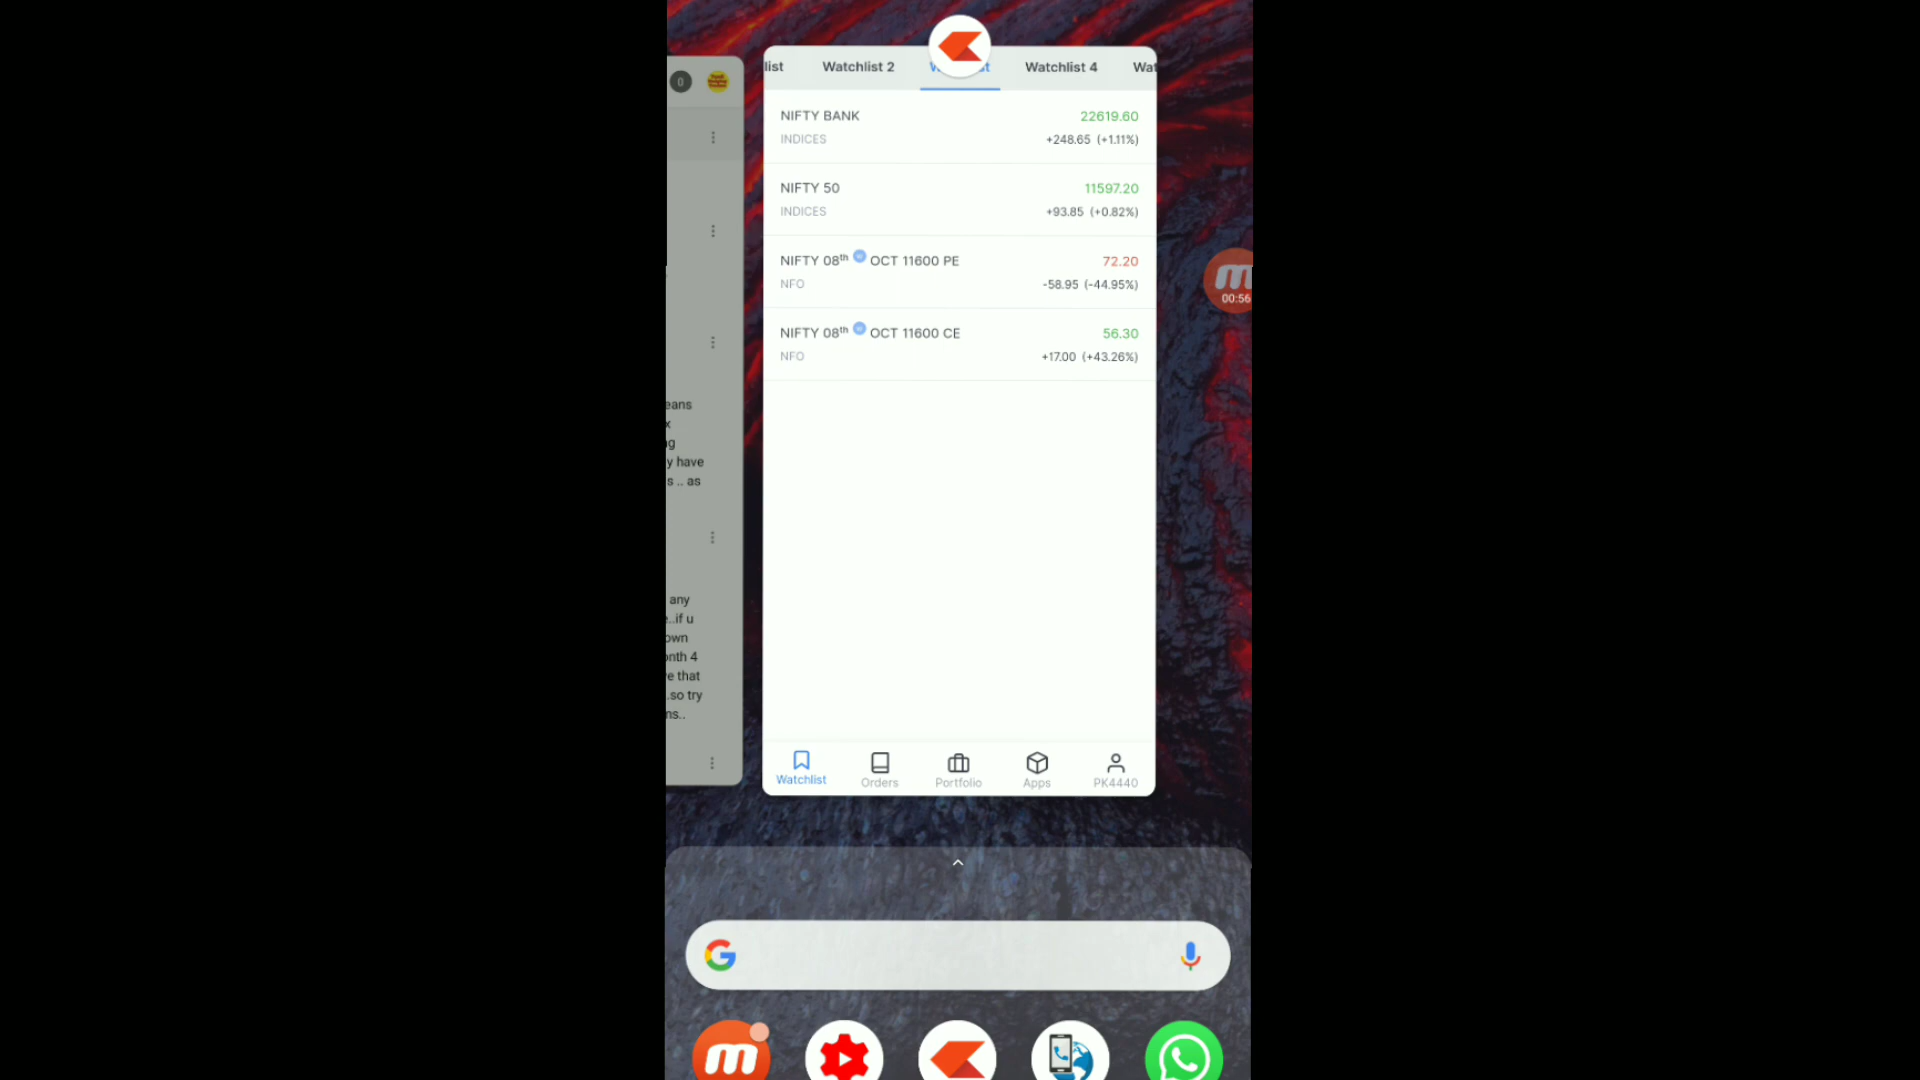 0
eans
x
ng
y have
s .. as
any
e..if u
own
onth 4
e that
.so try
ns..
list Watchlist 2 Watchlist 4 Wat
NIFTY BANK 22619.60
INDICES +248.65 (+1.11%)
NIFTY 50 11597.20
INDICES +93.85 (+0.82%)
NIFTY 08th W OCT 11600 PE 72.20
NFO -58.95 (-44.95%)
NIFTY 08th W OCT 11600 CE 56.30
NFO +17.00 (+43.26%)
Watchlist Orders Portfolio Apps PK4440
00:56